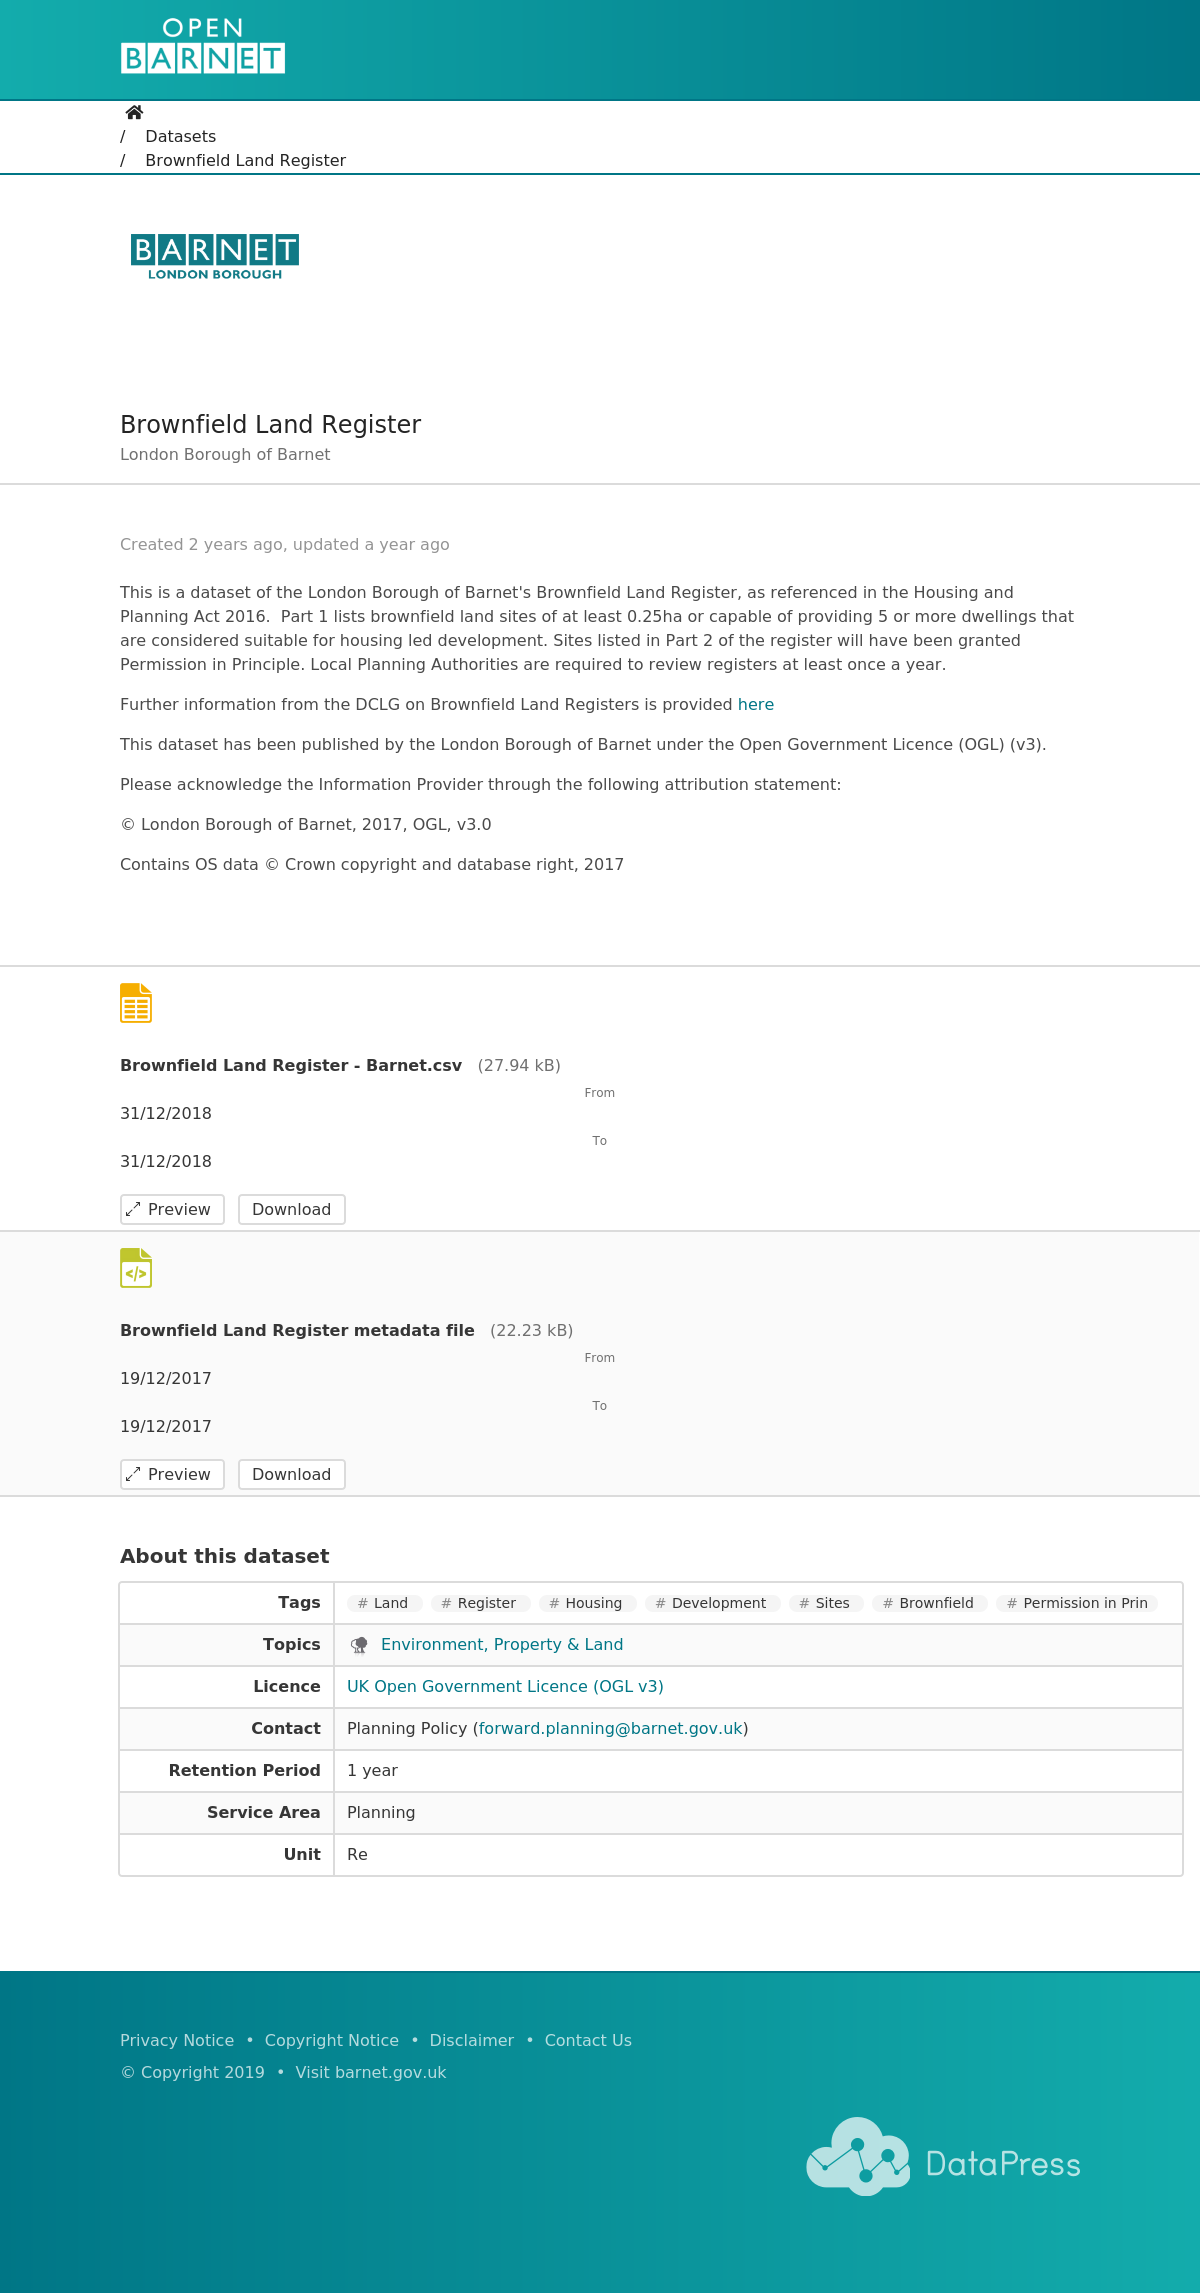 OPEN
BARNET
/ Datasets
/ Brownfield Land Register
BARNET
LONDON BOROUGH
Brownfield Land Register
London Borough of Barnet
Created 2 years ago, updated a year ago
This is a dataset of the London Borough of Barnet's Brownfield Land Register, as referenced in the Housing and
Planning Act 2016.  Part 1 lists brownfield land sites of at least 0.25ha or capable of providing 5 or more dwellings that
are considered suitable for housing led development. Sites listed in Part 2 of the register will have been granted
Permission in Principle. Local Planning Authorities are required to review registers at least once a year.
Further information from the DCLG on Brownfield Land Registers is provided here
This dataset has been published by the London Borough of Barnet under the Open Government Licence (OGL) (v3).
Please acknowledge the Information Provider through the following attribution statement:
© London Borough of Barnet, 2017, OGL, v3.0
Contains OS data © Crown copyright and database right, 2017
Brownfield Land Register - Barnet.csv (27.94 kB)
From
31/12/2018
To
31/12/2018
Preview Download
</>
Brownfield Land Register metadata file (22.23 kB)
From
19/12/2017
To
19/12/2017
Preview Download
About this dataset
Tags # Land # Register # Housing # Development # Sites # Brownfield # Permission in Prin
Topics Environment, Property & Land
Licence UK Open Government Licence (OGL v3)
Contact Planning Policy (forward.planning@barnet.gov.uk)
Retention Period 1 year
Service Area Planning
Unit Re
Privacy Notice • Copyright Notice • Disclaimer • Contact Us
© Copyright 2019 • Visit barnet.gov.uk
DataPress